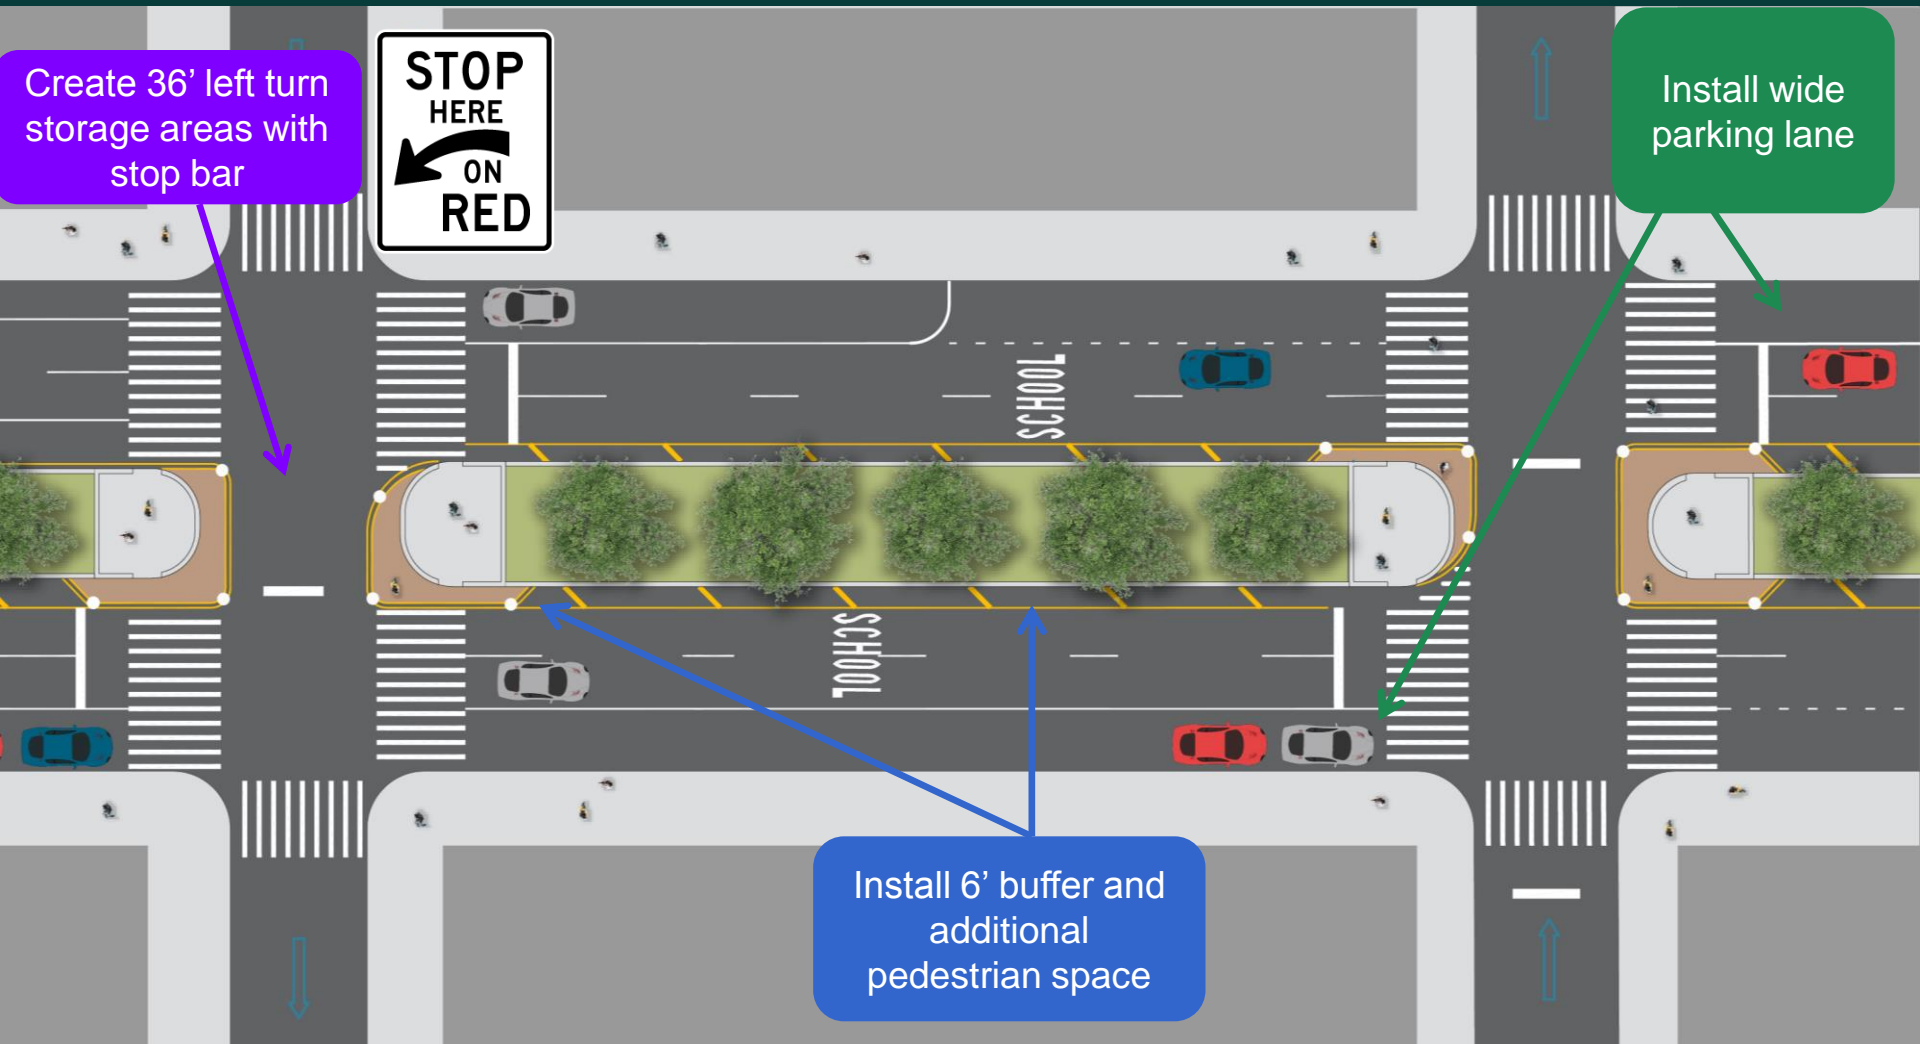 Create 36’ left turn
storage areas with
stop bar
STOP
HERE
ON
RED
Install wide
parking lane
SCHOOL
SCHOOL
Install 6’ buffer and
additional
pedestrian space